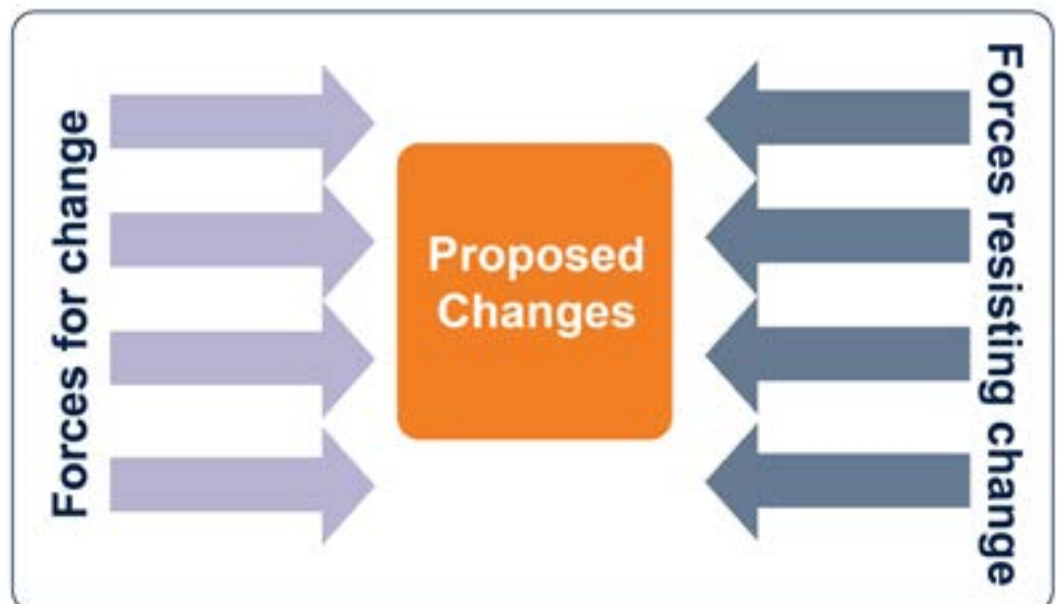 Forces for change
Proposed
Changes
Forces resisting change